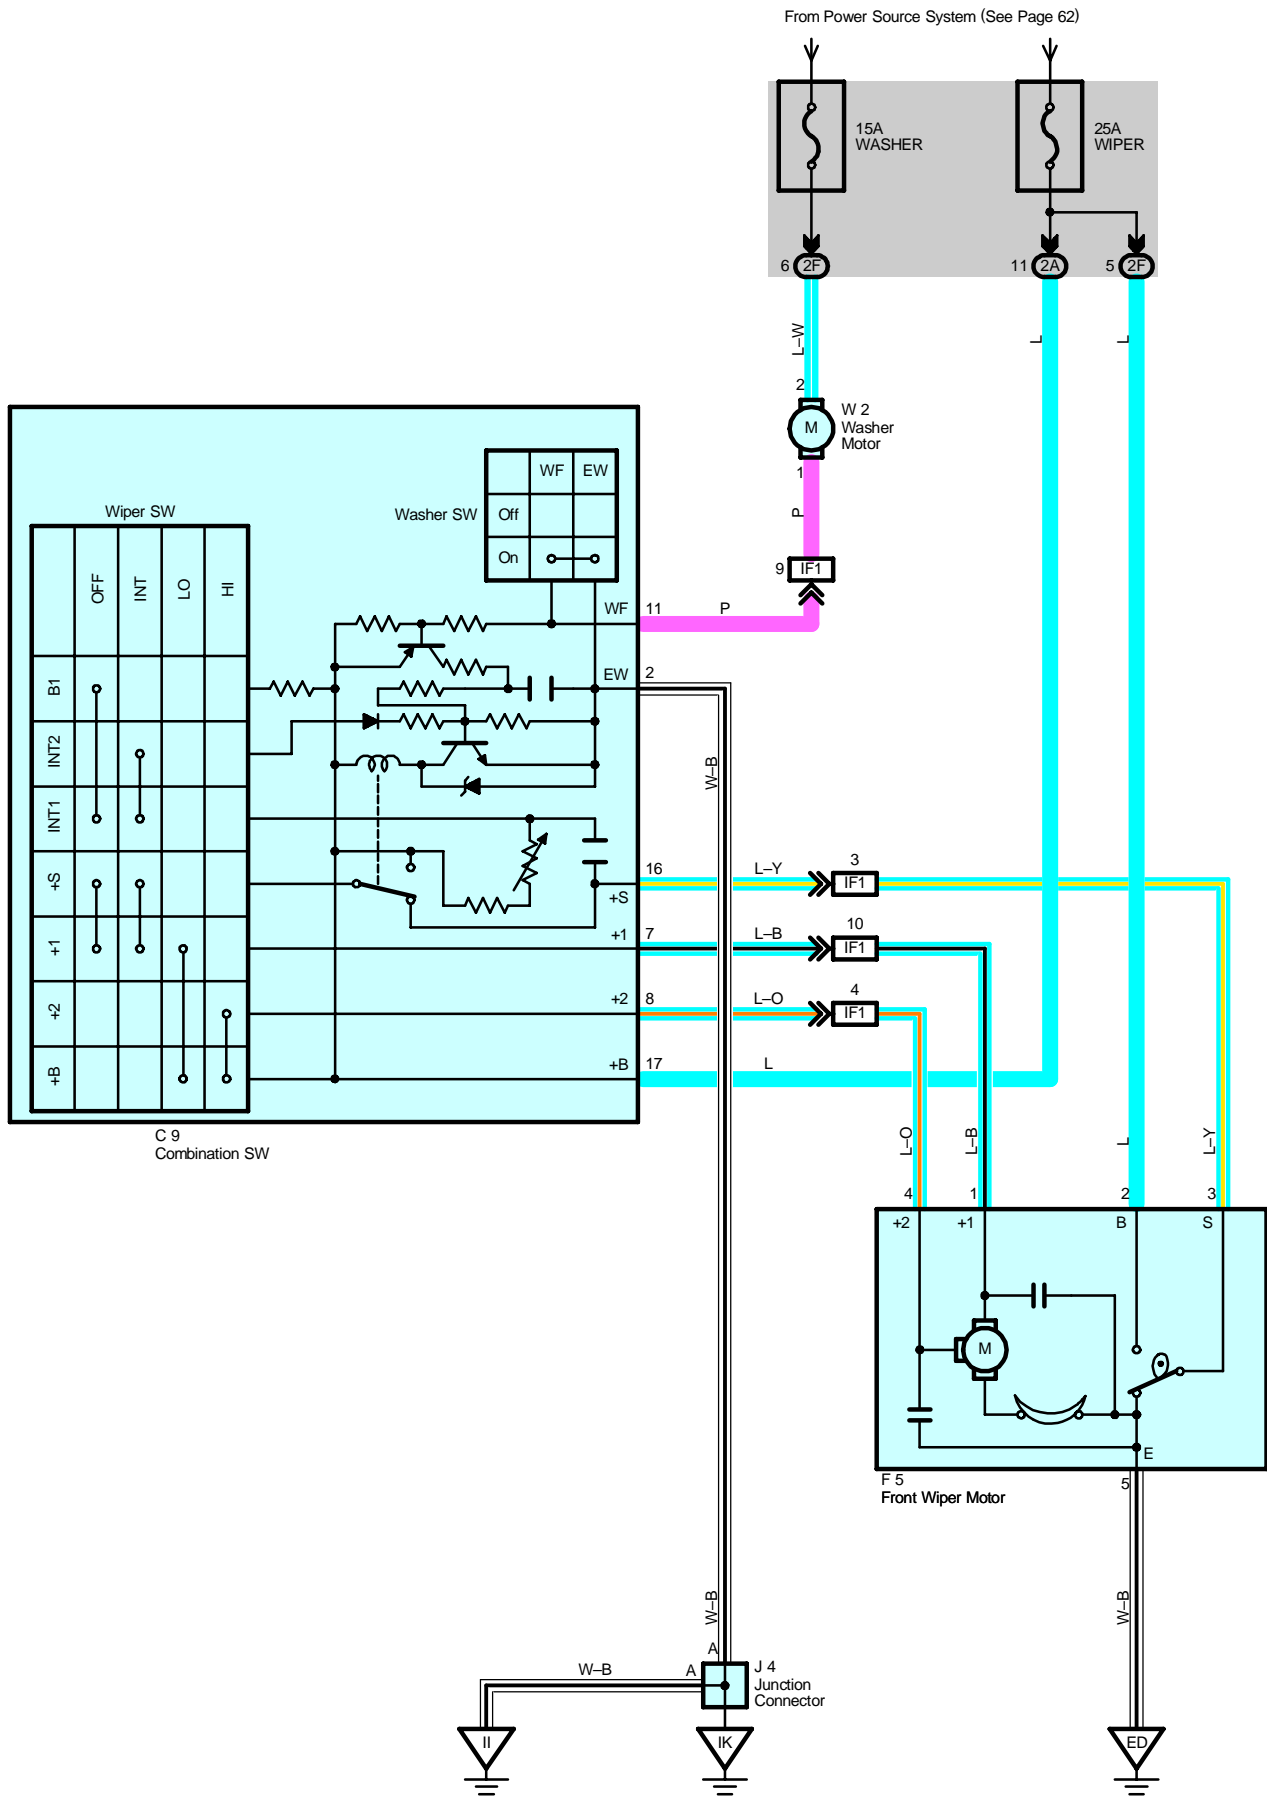 From Power Source System (See Page 62)
15A
WASHER
25A
WIPER
6 2F
11 2A
5 2F
L–W
L
L
2
M
W 2
Washer
Motor
1
P
9 IF1
WF EW
Washer SW
Off
On
Wiper SW
OFF
INT
LO
HI
B1
INT2
INT1
+S
+1
+2
+B
WF 11 P
EW 2
W–B
16 L–Y 3
IF1
+S
+1 7 L–B 10
IF1
+2 8 L–O 4
IF1
+B 17 L
C 9
Combination SW
L–O
L–B
L
L–Y
4 1 2 3
+2 +1 B S
M
E
F 5
Front Wiper Motor
5
W–B
W–B
A
W–B A
J 4
Junction
Connector
II
IK
ED